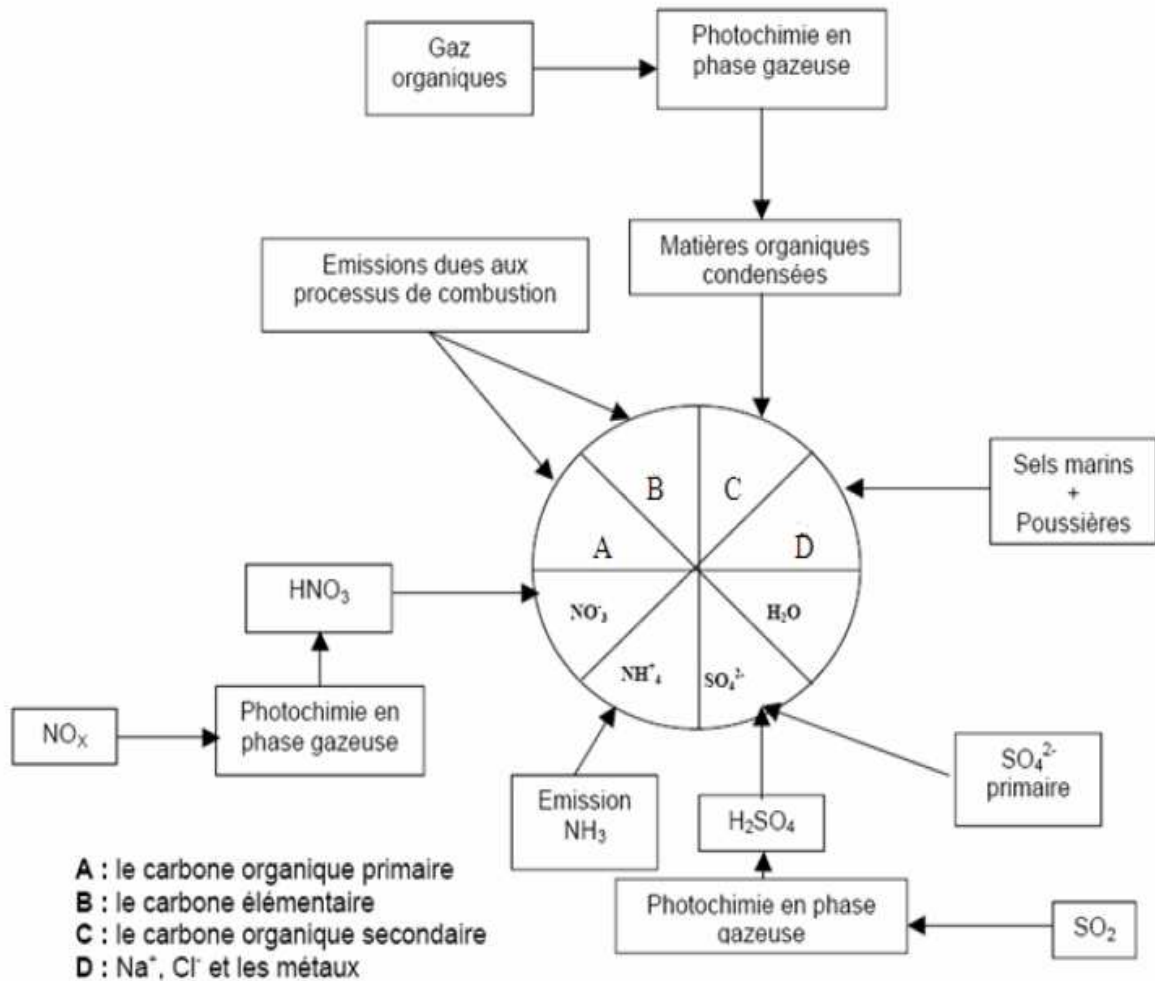 Gaz
organiques
Photochimie en
phase gazeuse
Matières organiques
condensées
Emissions dues aux
processus de combustion
Sels marins
+
Poussières
B
C
A
D
HNO₃
NO⁻₃
H₂O
NH⁺₄
SO₄²⁻
NOX
Photochimie en
phase gazeuse
SO₄²⁻
primaire
Emission
NH₃
H₂SO₄
Photochimie en phase
gazeuse
SO₂
A : le carbone organique primaire
B : le carbone élémentaire
C : le carbone organique secondaire
D : Na⁺, Cl⁻ et les métaux